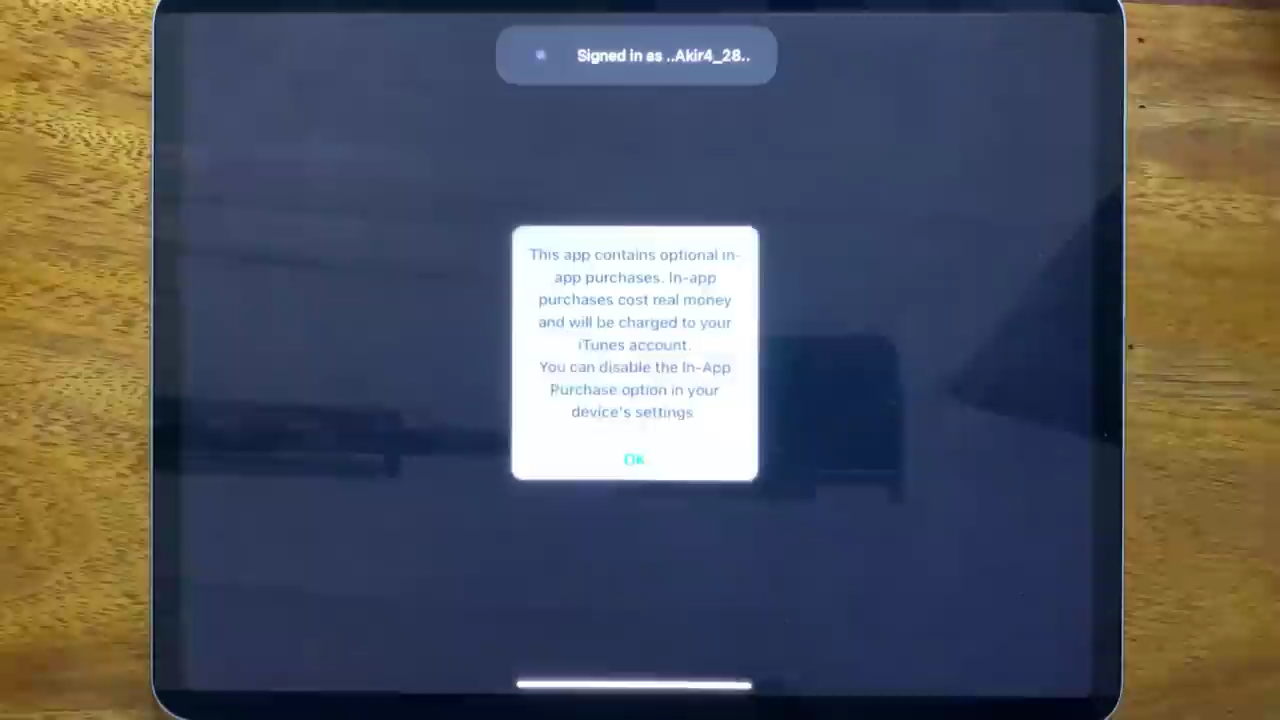 Signed in as ..Akir4_28..
This app contains optional in-
app purchases. In-app
purchases cost real money
and will be charged to your
iTunes account.
You can disable the In-App
Purchase option in your
device's settings
OK